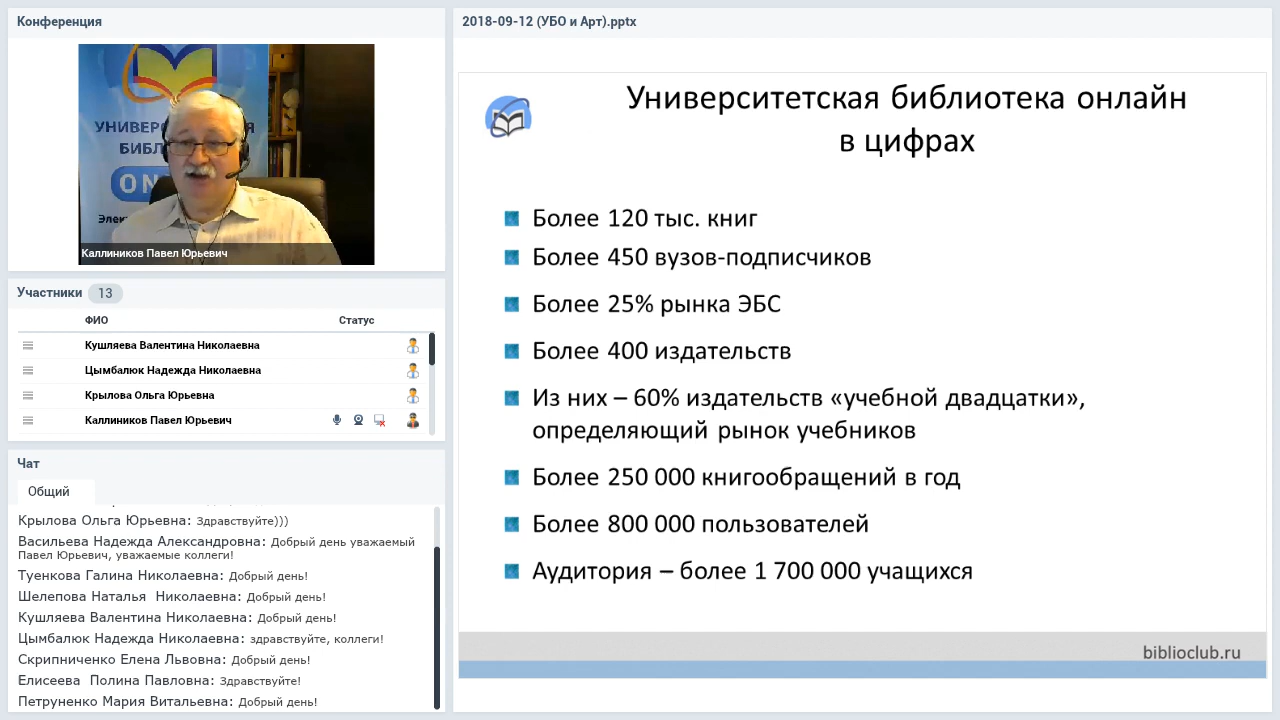 Конференция
УНИВЕР
Я
БИБЛ
ON
Элек
Каллиников Павел Юрьевич
Участники 13
ФИО Статус
Кушляева Валентина Николаевна
Цымбалюк Надежда Николаевна
Крылова Ольга Юрьевна
Каллиников Павел Юрьевич
Чат
Общий
Крылова Ольга Юрьевна: Здравствуйте)))
Васильева Надежда Александровна: Добрый день уважаемый
Павел Юрьевич, уважаемые коллеги!
Туенкова Галина Николаевна: Добрый день!
Шелепова Наталья  Николаевна: Добрый день!
Кушляева Валентина Николаевна: Добрый день!
Цымбалюк Надежда Николаевна: здравствуйте, коллеги!
Скрипниченко Елена Львовна: Добрый день!
Елисеева  Полина Павловна: Здравствуйте!
Петруненко Мария Витальевна: Добрый день!
2018-09-12 (УБО и Арт).pptx
Университетская библиотека онлайн
в цифрах
Более 120 тыс. книг
Более 450 вузов-подписчиков
Более 25% рынка ЭБС
Более 400 издательств
Из них – 60% издательств «учебной двадцатки»,
определяющий рынок учебников
Более 250 000 книгообращений в год
Более 800 000 пользователей
Аудитория – более 1 700 000 учащихся
biblioclub.ru